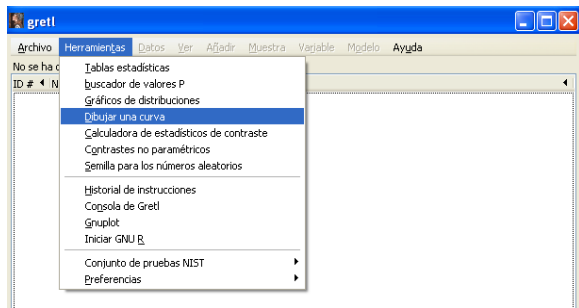 gretl
Archivo Herramientas Datos Ver Añadir Muestra Variable Modelo Ayuda
No se ha c
ID # N
Tablas estadísticas
buscador de valores P
Gráficos de distribuciones
Dibujar una curva
Calculadora de estadísticos de contraste
Contrastes no paramétricos
Semilla para los números aleatorios
Historial de instrucciones
Consola de Gretl
Gnuplot
Iniciar GNU R
Conjunto de pruebas NIST
Preferencias